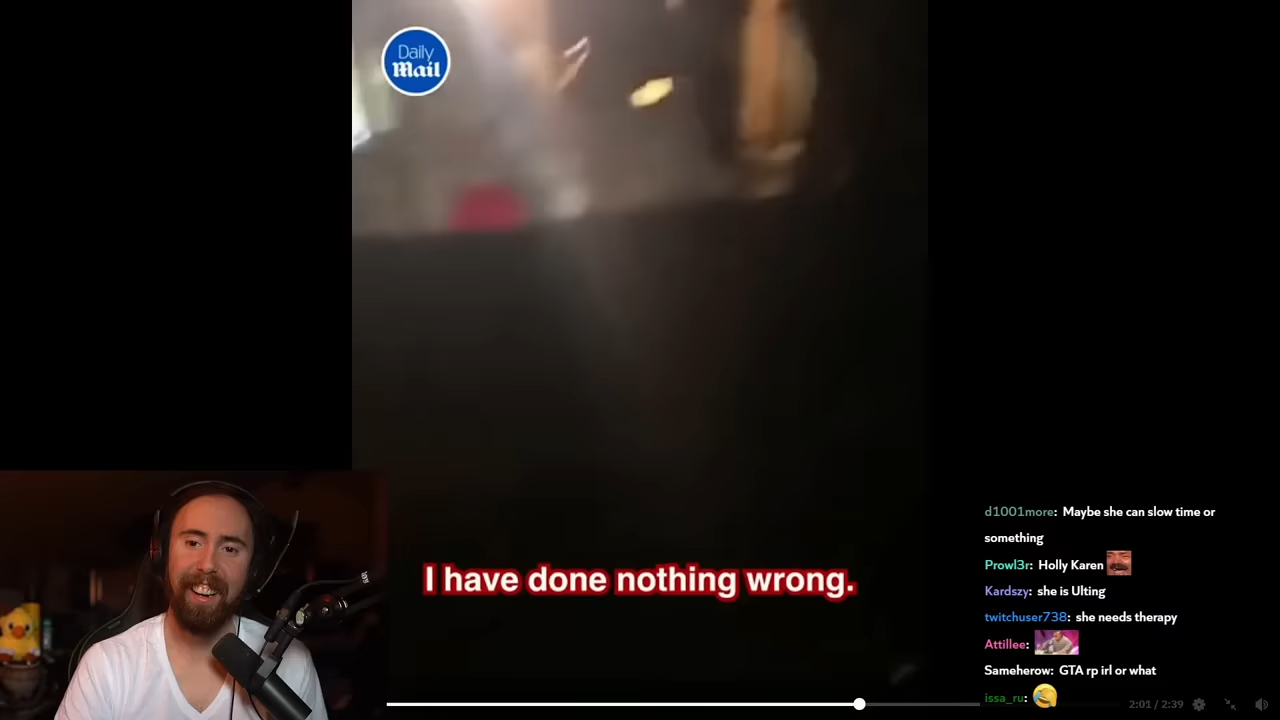 Daily
Mail
I have done nothing wrong.
d1001more: Maybe she can slow time or
something
Prowl3r: Holly Karen
Kardszy: she is Ulting
twitchuser738: she needs therapy
Attillee:
Sameherow: GTA rp irl or what
issa_ru:
2:01 / 2:39